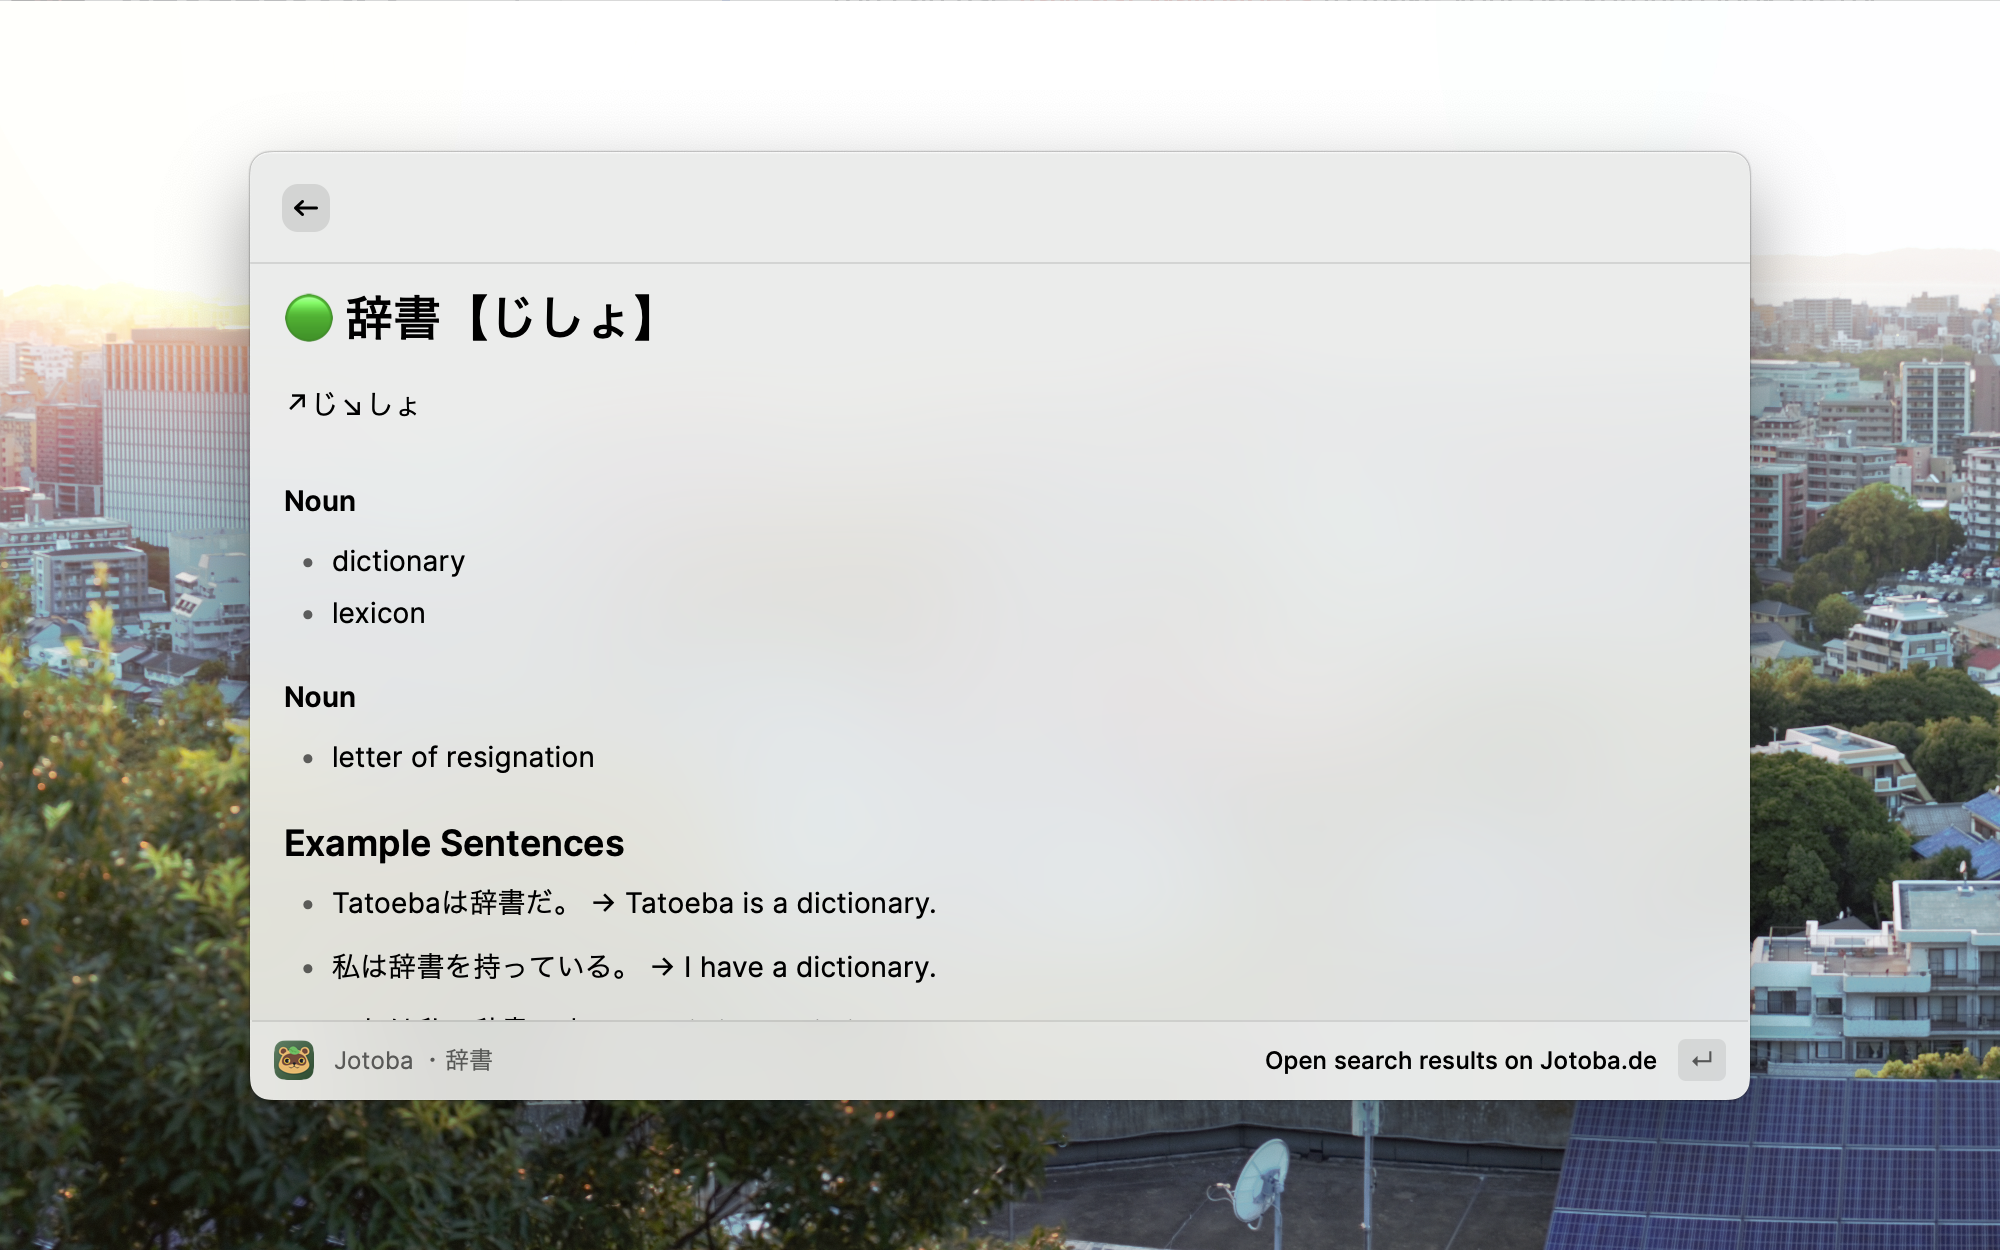 辞書【じしょ】
↗じ↘しょ
Noun
• dictionary
• lexicon
Noun
• letter of resignation
Example Sentences
• Tatoebaは辞書だ。 → Tatoeba is a dictionary.
• 私は辞書を持っている。 → I have a dictionary.
Jotoba ・辞書
Open search results on Jotoba.de ↵